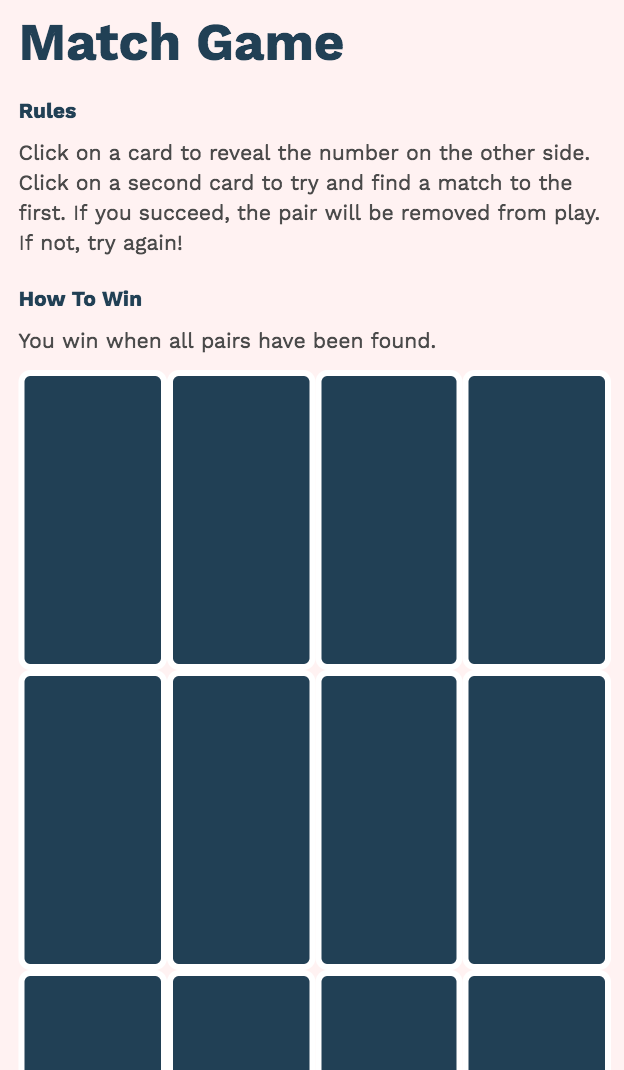 Match Game
Rules
Click on a card to reveal the number on the other side.
Click on a second card to try and find a match to the
first. If you succeed, the pair will be removed from play.
If not, try again!
How To Win
You win when all pairs have been found.